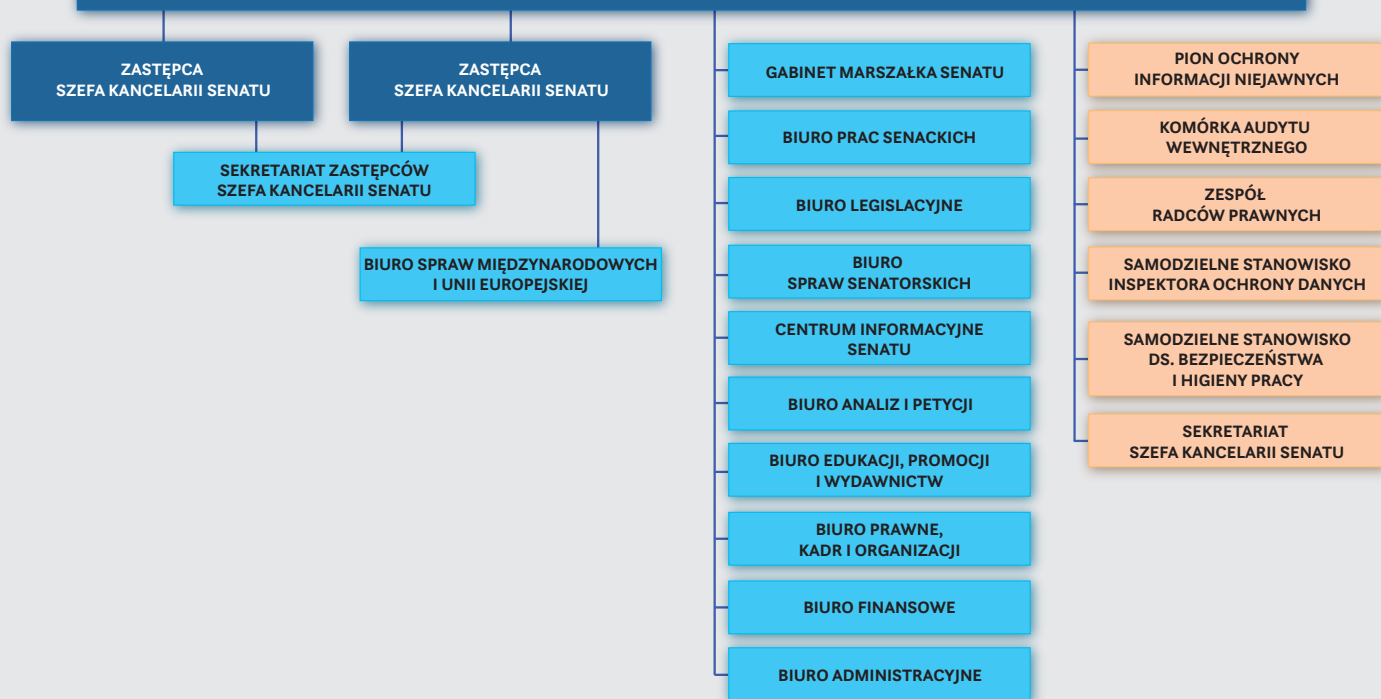 ZASTĘPCA
SZEFA KANCELARII SENATU
ZASTĘPCA
SZEFA KANCELARII SENATU
SEKRETARIAT ZASTĘPCÓW
SZEFA KANCELARII SENATU
BIURO SPRAW MIĘDZYNARODOWYCH
I UNII EUROPEJSKIEJ
GABINET MARSZAŁKA SENATU
BIURO PRAC SENACKICH
BIURO LEGISLACYJNE
BIURO
SPRAW SENATORSKICH
CENTRUM INFORMACYJNE
SENATU
BIURO ANALIZ I PETYCJI
BIURO EDUKACJI, PROMOCJI
I WYDAWNICTW
BIURO PRAWNE,
KADR I ORGANIZACJI
BIURO FINANSOWE
BIURO ADMINISTRACYJNE
PION OCHRONY
INFORMACJI NIEJAWNYCH
KOMÓRKA AUDYTU
WEWNĘTRZNEGO
ZESPÓŁ
RADCÓW PRAWNYCH
SAMODZIELNE STANOWISKO
INSPEKTORA OCHRONY DANYCH
SAMODZIELNE STANOWISKO
DS. BEZPIECZEŃSTWA
I HIGIENY PRACY
SEKRETARIAT
SZEFA KANCELARII SENATU